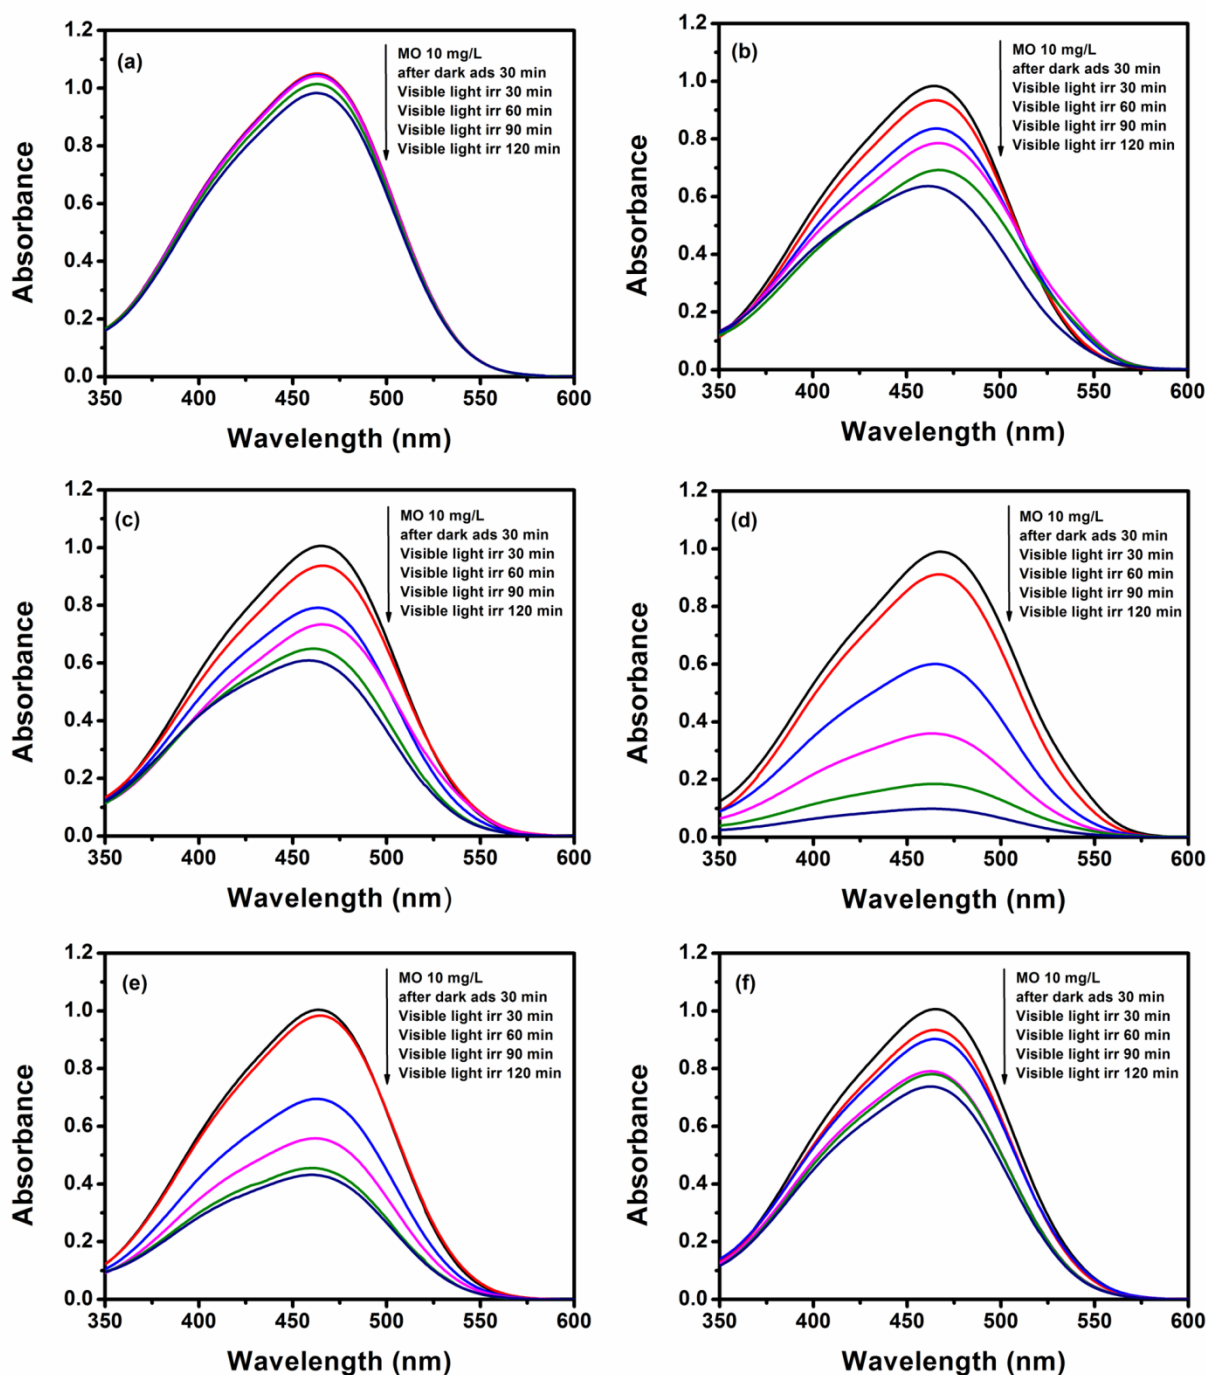 (a)
MO 10 mg/L
after dark ads 30 min
Visible light irr 30 min
Visible light irr 60 min
Visible light irr 90 min
Visible light irr 120 min
1.2
1.0
0.8
0.6
0.4
0.2
0.0
Absorbance
350 400 450 500 550 600
Wavelength (nm)
(b)
MO 10 mg/L
after dark ads 30 min
Visible light irr 30 min
Visible light irr 60 min
Visible light irr 90 min
Visible light irr 120 min
1.2
1.0
0.8
0.6
0.4
0.2
0.0
Absorbance
350 400 450 500 550 600
Wavelength (nm)
(c)
MO 10 mg/L
after dark ads 30 min
Visible light irr 30 min
Visible light irr 60 min
Visible light irr 90 min
Visible light irr 120 min
1.2
1.0
0.8
0.6
0.4
0.2
0.0
Absorbance
350 400 450 500 550 600
Wavelength (nm)
(d)
MO 10 mg/L
after dark ads 30 min
Visible light irr 30 min
Visible light irr 60 min
Visible light irr 90 min
Visible light irr 120 min
1.2
1.0
0.8
0.6
0.4
0.2
0.0
Absorbance
350 400 450 500 550 600
Wavelength (nm)
(e)
MO 10 mg/L
after dark ads 30 min
Visible light irr 30 min
Visible light irr 60 min
Visible light irr 90 min
Visible light irr 120 min
1.2
1.0
0.8
0.6
0.4
0.2
0.0
Absorbance
350 400 450 500 550 600
Wavelength (nm)
(f)
MO 10 mg/L
after dark ads 30 min
Visible light irr 30 min
Visible light irr 60 min
Visible light irr 90 min
Visible light irr 120 min
1.2
1.0
0.8
0.6
0.4
0.2
0.0
Absorbance
350 400 450 500 550 600
Wavelength (nm)